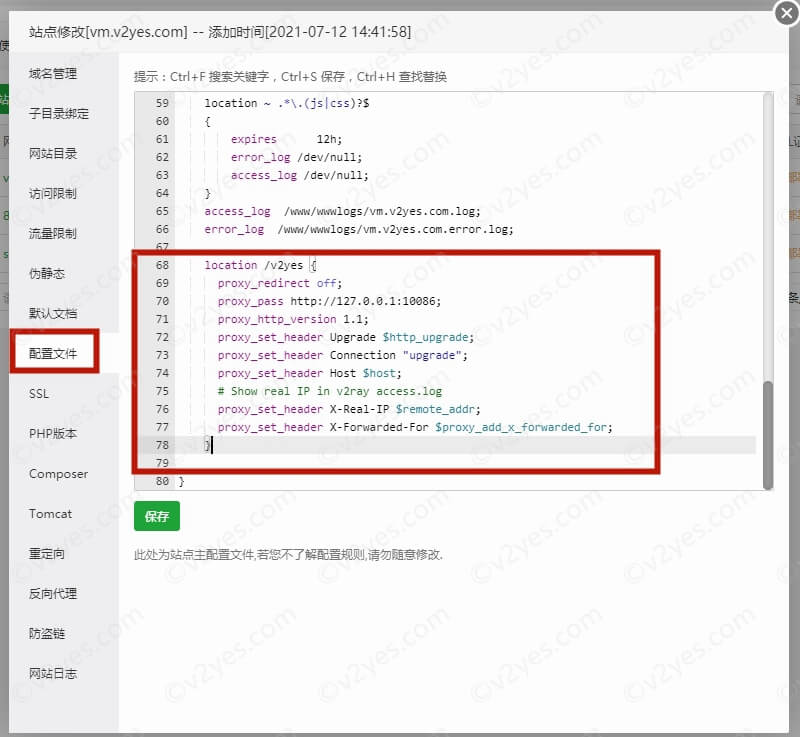 站点修改[vm.v2yes.com] -- 添加时间[2021-07-12 14:41:58]
域名管理
子目录绑定
网站目录
访问限制
流量限制
伪静态
默认文档
配置文件
SSL
PHP版本
Composer
Tomcat
重定向
反向代理
防盗链
网站日志
提示：Ctrl+F 搜索关键字，Ctrl+S 保存，Ctrl+H 查找替换
59 location ~ .*\.(js|css)?$
60 {
61 expires 12h;
62 error_log /dev/null;
63 access_log /dev/null;
64 }
65 access_log /www/wwwlogs/vm.v2yes.com.log;
66 error_log /www/wwwlogs/vm.v2yes.com.error.log;
67
68 location /v2yes {
69 proxy_redirect off;
70 proxy_pass http://127.0.0.1:10086;
71 proxy_http_version 1.1;
72 proxy_set_header Upgrade $http_upgrade;
73 proxy_set_header Connection "upgrade";
74 proxy_set_header Host $host;
75 # Show real IP in v2ray access.log
76 proxy_set_header X-Real-IP $remote_addr;
77 proxy_set_header X-Forwarded-For $proxy_add_x_forwarded_for;
78 }
79
80 }
保存
此处为站点主配置文件,若您不了解配置规则,请勿随意修改.
©v2yes.com